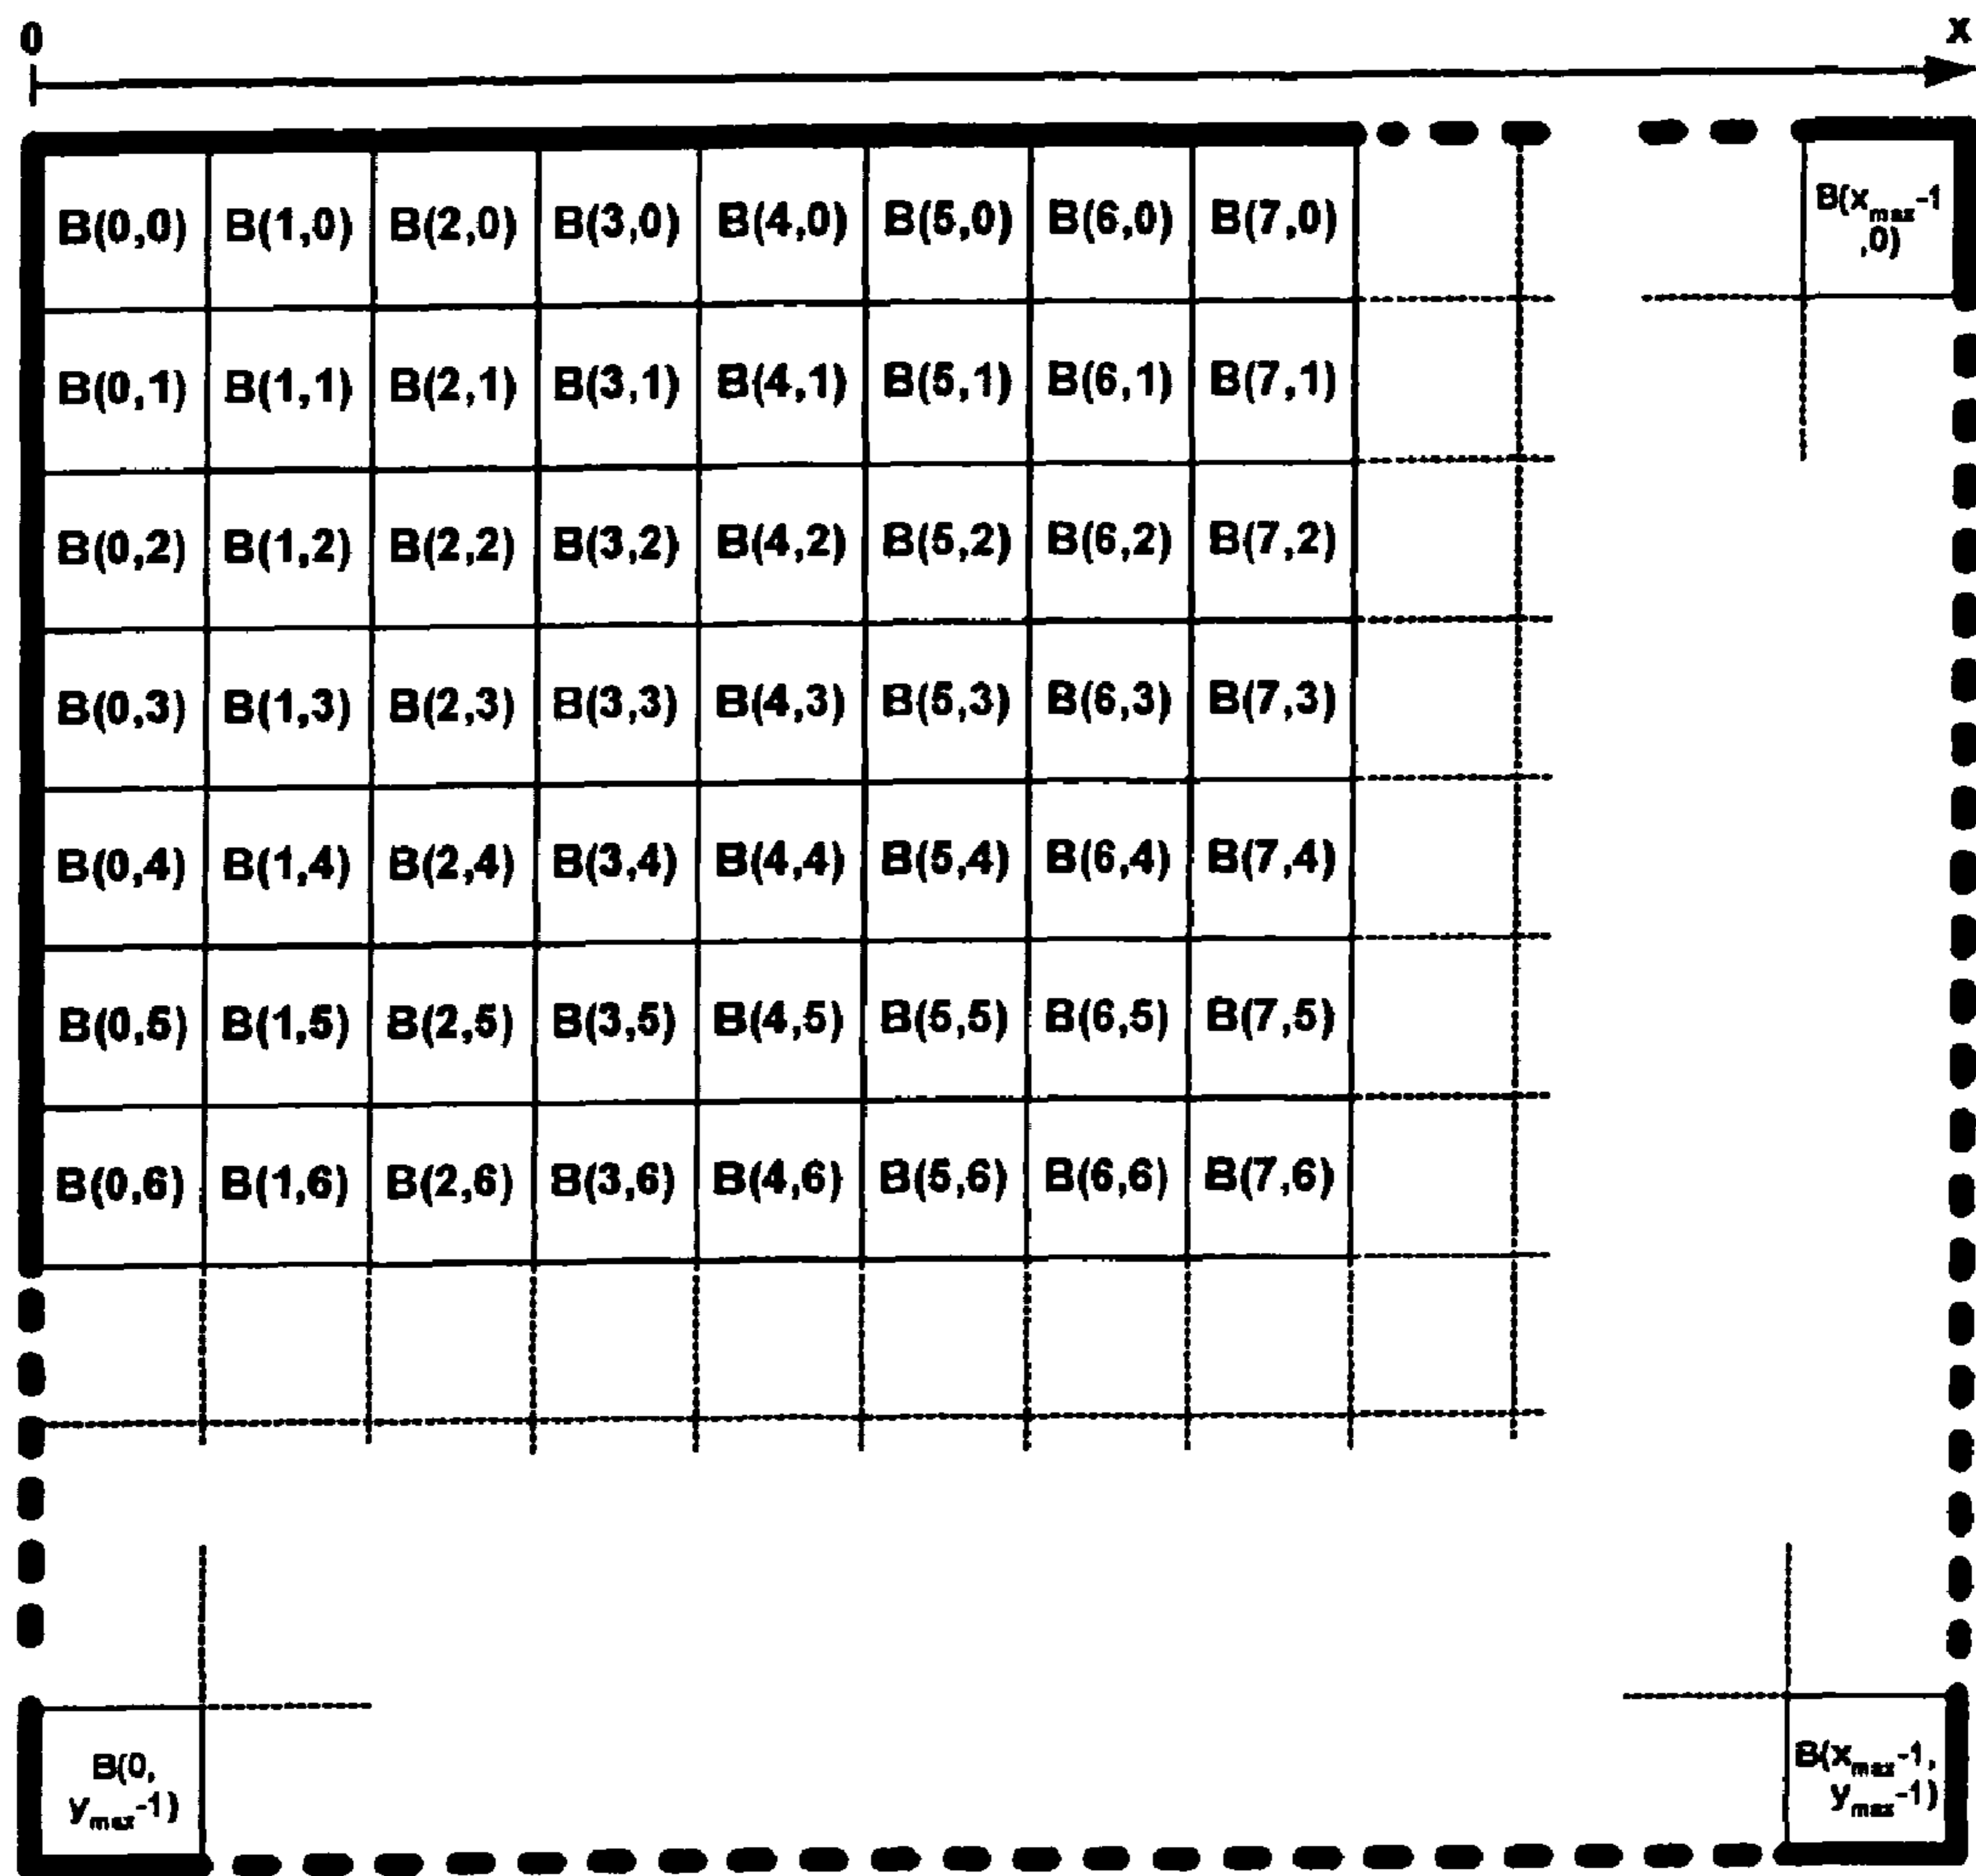 0 x
B(0,0) B(1,0) B(2,0) B(3,0) B(4,0) B(5,0) B(6,0) B(7,0) B(xmax-1
,0)
B(0,1) B(1,1) B(2,1) B(3,1) B(4,1) B(5,1) B(6,1) B(7,1)
B(0,2) B(1,2) B(2,2) B(3,2) B(4,2) B(5,2) B(6,2) B(7,2)
B(0,3) B(1,3) B(2,3) B(3,3) B(4,3) B(5,3) B(6,3) B(7,3)
B(0,4) B(1,4) B(2,4) B(3,4) B(4,4) B(5,4) B(6,4) B(7,4)
B(0,5) B(1,5) B(2,5) B(3,5) B(4,5) B(5,5) B(6,5) B(7,5)
B(0,6) B(1,6) B(2,6) B(3,6) B(4,6) B(5,6) B(6,6) B(7,6)
B(0,
ymax-1)
B(xmax-1,
ymax-1)